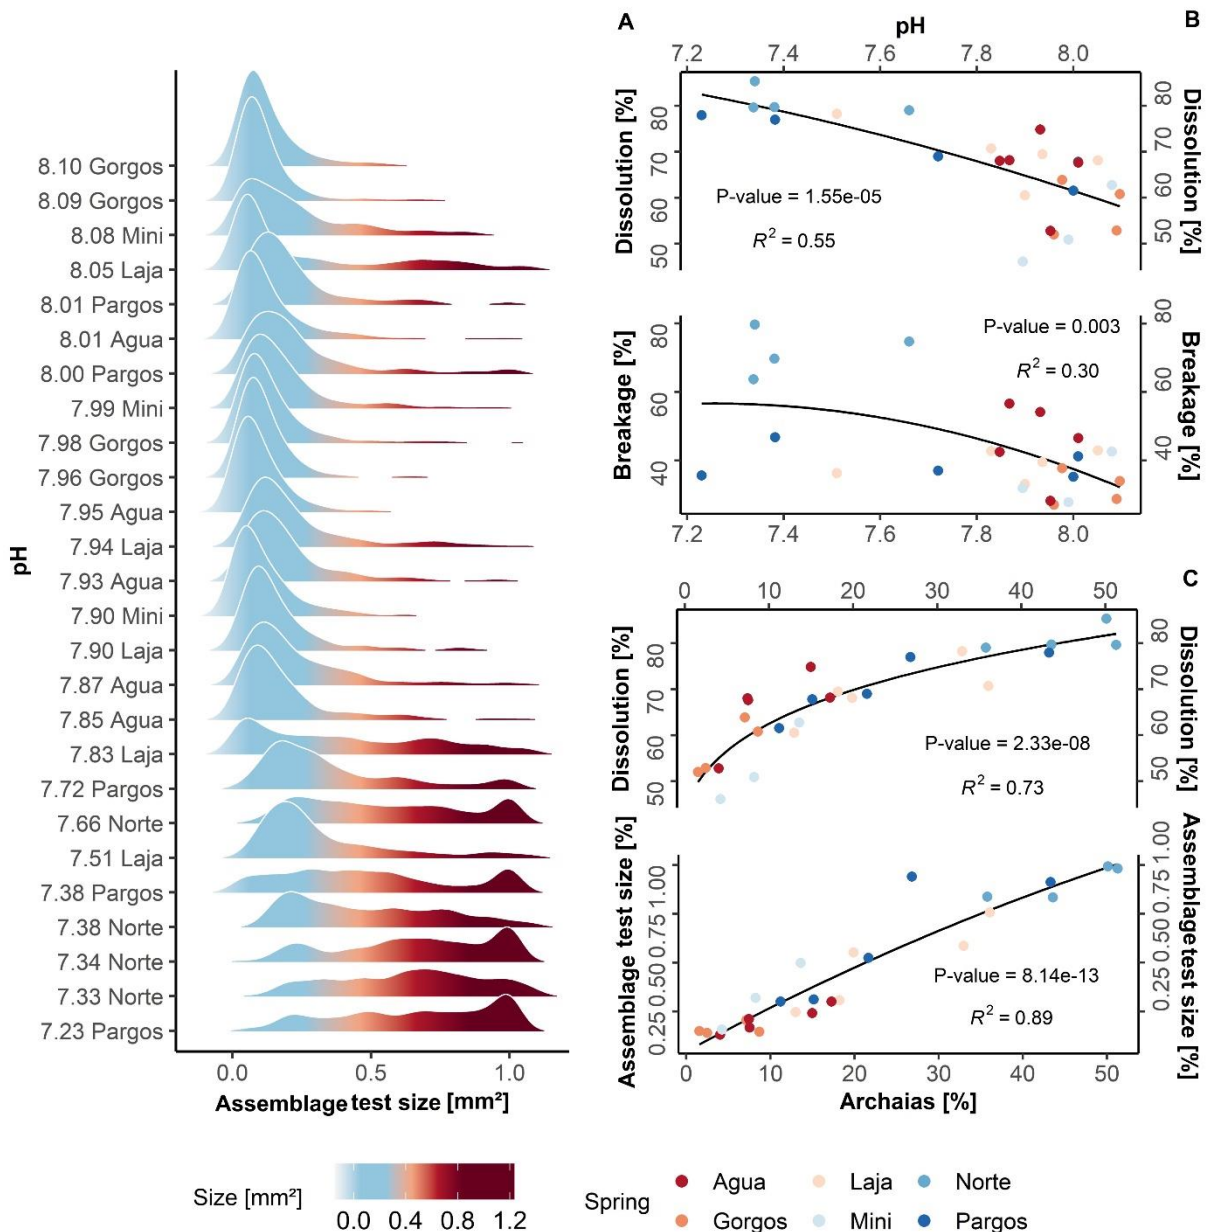 A
8.10 Gorgos
8.09 Gorgos
8.08 Mini
8.05 Laja
8.01 Pargos
8.01 Agua
8.00 Pargos
7.99 Mini
7.98 Gorgos
7.96 Gorgos
7.95 Agua
7.94 Laja
7.93 Agua
7.90 Mini
7.90 Laja
7.87 Agua
7.85 Agua
7.83 Laja
7.72 Pargos
7.66 Norte
7.51 Laja
7.38 Pargos
7.38 Norte
7.34 Norte
7.33 Norte
7.23 Pargos
pH
0.0 0.5 1.0
Assemblage test size [mm²]
B
pH
7.2 7.4 7.6 7.8 8.0
Dissolution [%]
50 60 70 80
P-value = 1.55e-05
R² = 0.55
50 60 70 80
Dissolution [%]
Breakage [%]
40 60 80
P-value = 0.003
R² = 0.30
40 60 80
Breakage [%]
7.2 7.4 7.6 7.8 8.0
C
0 10 20 30 40 50
Dissolution [%]
50 60 70 80
P-value = 2.33e-08
R² = 0.73
50 60 70 80
Dissolution [%]
Assemblage test size [%]
0.25 0.50 0.75 1.00
P-value = 8.14e-13
R² = 0.89
0.25 0.50 0.75 1.00
Assemblage test size [%]
0 10 20 30 40 50
Archaias [%]
Size [mm²]
0.0 0.4 0.8 1.2
Spring
Agua Laja Norte
Gorgos Mini Pargos